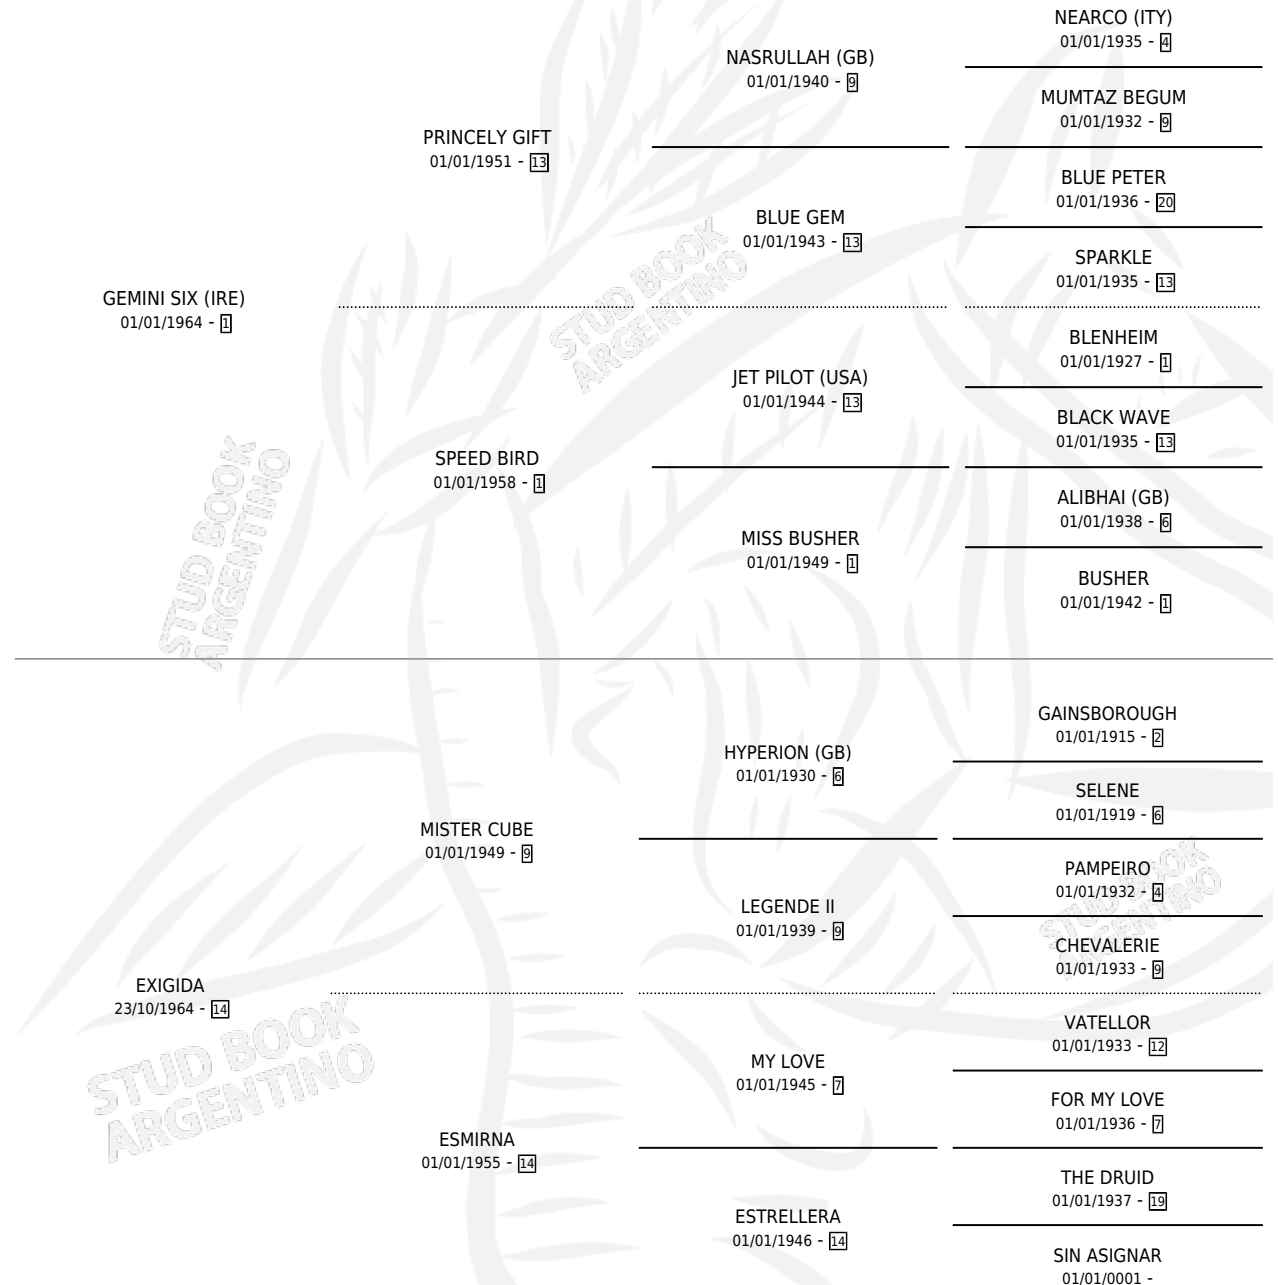 NEARCO (ITY)
01/01/1935 - 4
NASRULLAH (GB)
01/01/1940 - 9
MUMTAZ BEGUM
01/01/1932 - 9
PRINCELY GIFT
01/01/1951 - 13
BLUE PETER
01/01/1936 - 20
BLUE GEM
01/01/1943 - 13
SPARKLE
01/01/1935 - 13
GEMINI SIX (IRE)
01/01/1964 - 1
BLENHEIM
01/01/1927 - 1
JET PILOT (USA)
01/01/1944 - 13
BLACK WAVE
01/01/1935 - 13
SPEED BIRD
01/01/1958 - 1
ALIBHAI (GB)
01/01/1938 - 6
MISS BUSHER
01/01/1949 - 1
BUSHER
01/01/1942 - 1
STUD BOOK
ARGENTINO
STUD BOOK
ARGENTINO
GAINSBOROUGH
01/01/1915 - 2
HYPERION (GB)
01/01/1930 - 6
SELENE
01/01/1919 - 6
MISTER CUBE
01/01/1949 - 9
PAMPEIRO
01/01/1932 - 4
LEGENDE II
01/01/1939 - 9
CHEVALERIE
01/01/1933 - 9
EXIGIDA
23/10/1964 - 14
VATELLOR
01/01/1933 - 12
MY LOVE
01/01/1945 - 7
FOR MY LOVE
01/01/1936 - 7
ESMIRNA
01/01/1955 - 14
THE DRUID
01/01/1937 - 19
ESTRELLERA
01/01/1946 - 14
SIN ASIGNAR
01/01/0001 -
STUD BOOK
ARGENTINO
STUD BOOK
ARGENTINO